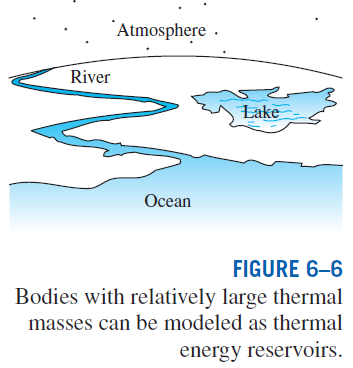 Atmosphere
River
Lake
Ocean
FIGURE 6–6
Bodies with relatively large thermal
masses can be modeled as thermal
energy reservoirs.